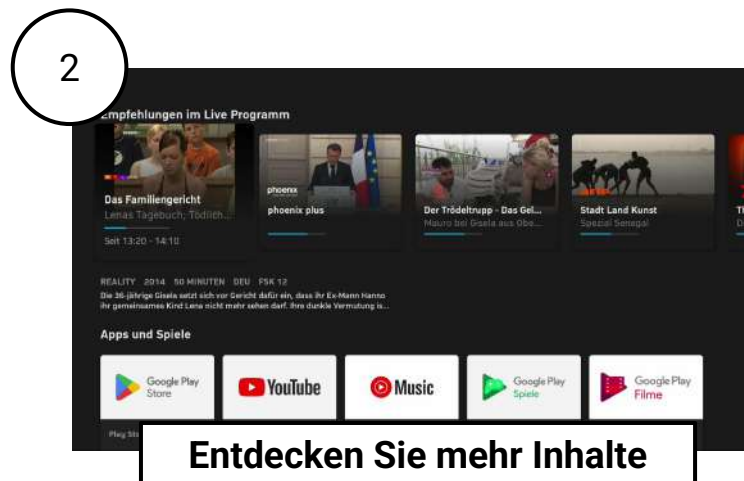 2
Empfehlungen im Live Programm
Das Familiengericht
Lenas Tagebuch; Tödlich...
Seit 13:20 - 14:10
phoenix
phoenix plus
Der Trödeltrupp - Das Gel...
Mauro bei Gisela aus Obe...
Stadt Land Kunst
Spezial Senegal
REALITY 2014 50 MINUTEN DEU FSK 12
Die 36-jährige Gisela setzt sich vor Gericht dafür ein, dass ihr Ex-Mann Hanno
ihr gemeinsames Kind Lena nicht mehr sehen darf. Ihre dunkle Vermutung is...
Apps und Spiele
Google Play
Store
YouTube
Music
Google Play
Spiele
Google Play
Filme
Entdecken Sie mehr Inhalte